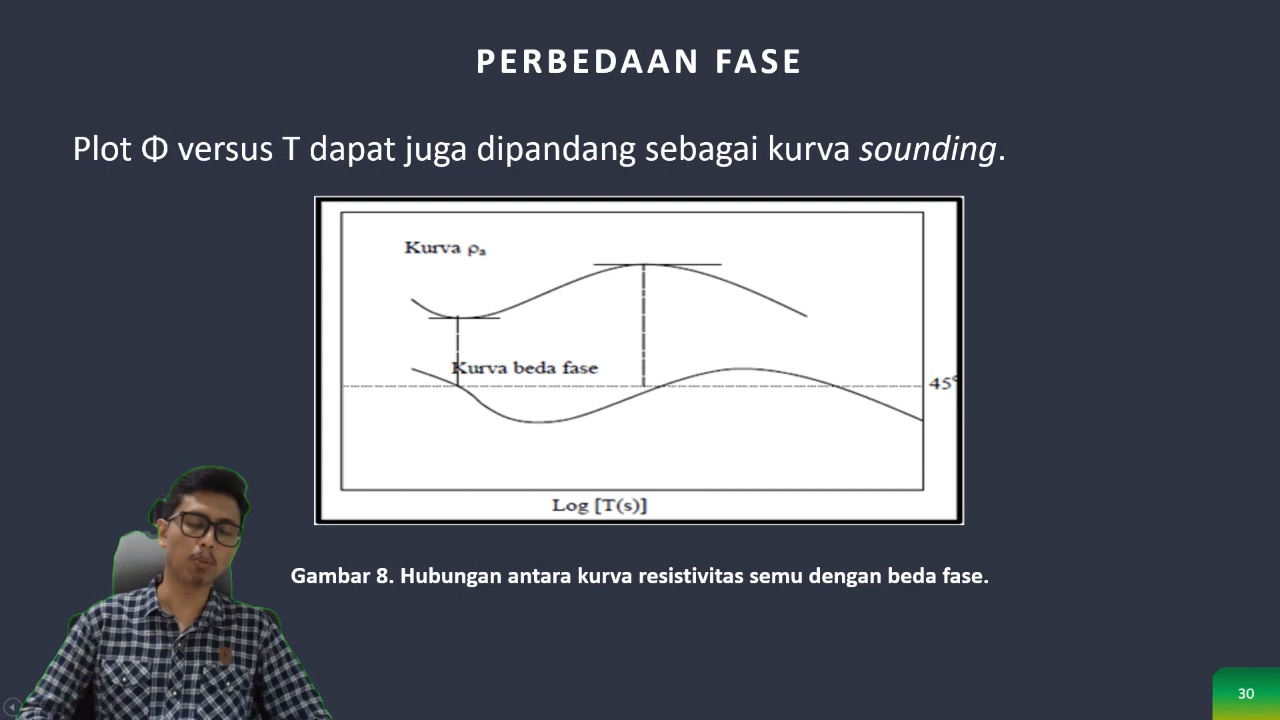 PERBEDAAN FASE
Plot Φ versus T dapat juga dipandang sebagai kurva sounding.
Kurva ρa
Kurva beda fase
45°
Log [T(s)]
Gambar 8. Hubungan antara kurva resistivitas semu dengan beda fase.
30